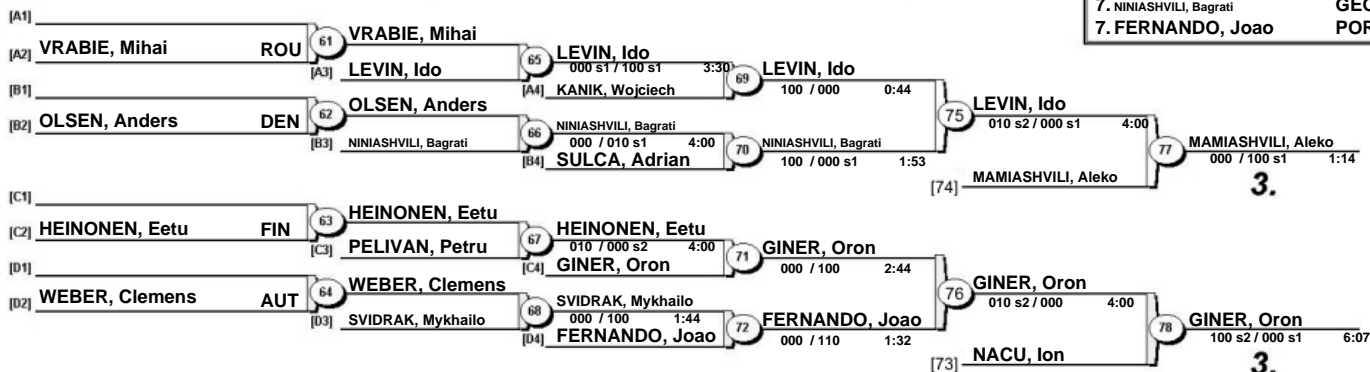 7. NINIASHVILI, Bagrati GEO
7. FERNANDO, Joao POR
[A1]
[A2] VRABIE, Mihai ROU 61 VRABIE, Mihai
[A3] LEVIN, Ido 65 LEVIN, Ido
000 s1 / 100 s1 3:30
[A4] KANIK, Wojciech 69 LEVIN, Ido
100 / 000 0:44
[B1]
[B2] OLSEN, Anders DEN 62 OLSEN, Anders
[B3] NINIASHVILI, Bagrati 66 NINIASHVILI, Bagrati
000 / 010 s1 4:00
[B4] SULCA, Adrian 70 NINIASHVILI, Bagrati
100 / 000 s1 1:53
75 LEVIN, Ido
010 s2 / 000 s1 4:00
[74] MAMIASHVILI, Aleko 77 MAMIASHVILI, Aleko
000 / 100 s1 1:14
3.
[C1]
[C2] HEINONEN, Eetu FIN 63 HEINONEN, Eetu
[C3] PELIVAN, Petru 67 HEINONEN, Eetu
010 / 000 s2 4:00
[C4] GINER, Oron 71 GINER, Oron
000 / 100 2:44
[D1]
[D2] WEBER, Clemens AUT 64 WEBER, Clemens
[D3] SVIDRAK, Mykhailo 68 SVIDRAK, Mykhailo
000 / 100 1:44
[D4] FERNANDO, Joao 72 FERNANDO, Joao
000 / 110 1:32
76 GINER, Oron
010 s2 / 000 4:00
[73] NACU, Ion 78 GINER, Oron
100 s2 / 000 s1 6:07
3.